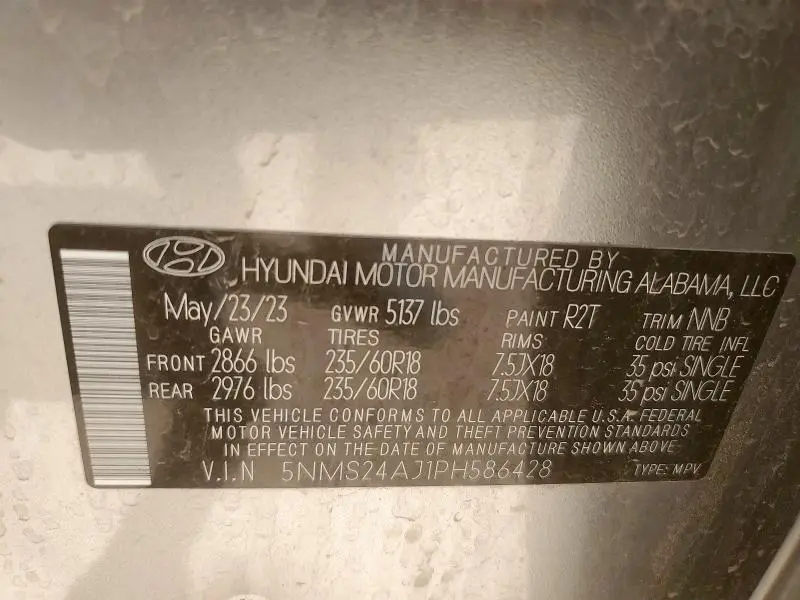 MANUFACTURED BY
HYUNDAI MOTOR MANUFACTURING ALABAMA, LLC
May/23/23 GVWR 5137 lbs PAINT R2T TRIM NNB
GAWR TIRES RIMS COLD TIRE INFL
FRONT 2866 lbs 235/60R18 7.5JX18 35 psi SINGLE
REAR 2976 lbs 235/60R18 7.5JX18 35 psi SINGLE
THIS VEHICLE CONFORMS TO ALL APPLICABLE U.S.A. FEDERAL
MOTOR VEHICLE SAFETY AND THEFT PREVENTION STANDARDS
IN EFFECT ON THE DATE OF MANUFACTURE SHOWN ABOVE
V.I.N 5NMS24AJ1PH586428 TYPE: MPV